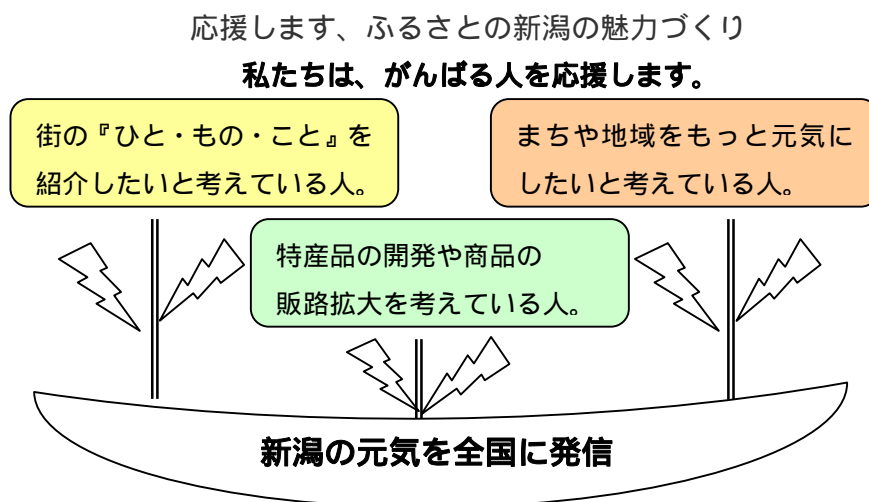 応援します、ふるさとの新潟の魅力づくり
私たちは、がんばる人を応援します。
街の『ひと・もの・こと』を
紹介したいと考えている人。
まちや地域をもっと元気に
したいと考えている人。
特産品の開発や商品の
販路拡大を考えている人。
新潟の元気を全国に発信